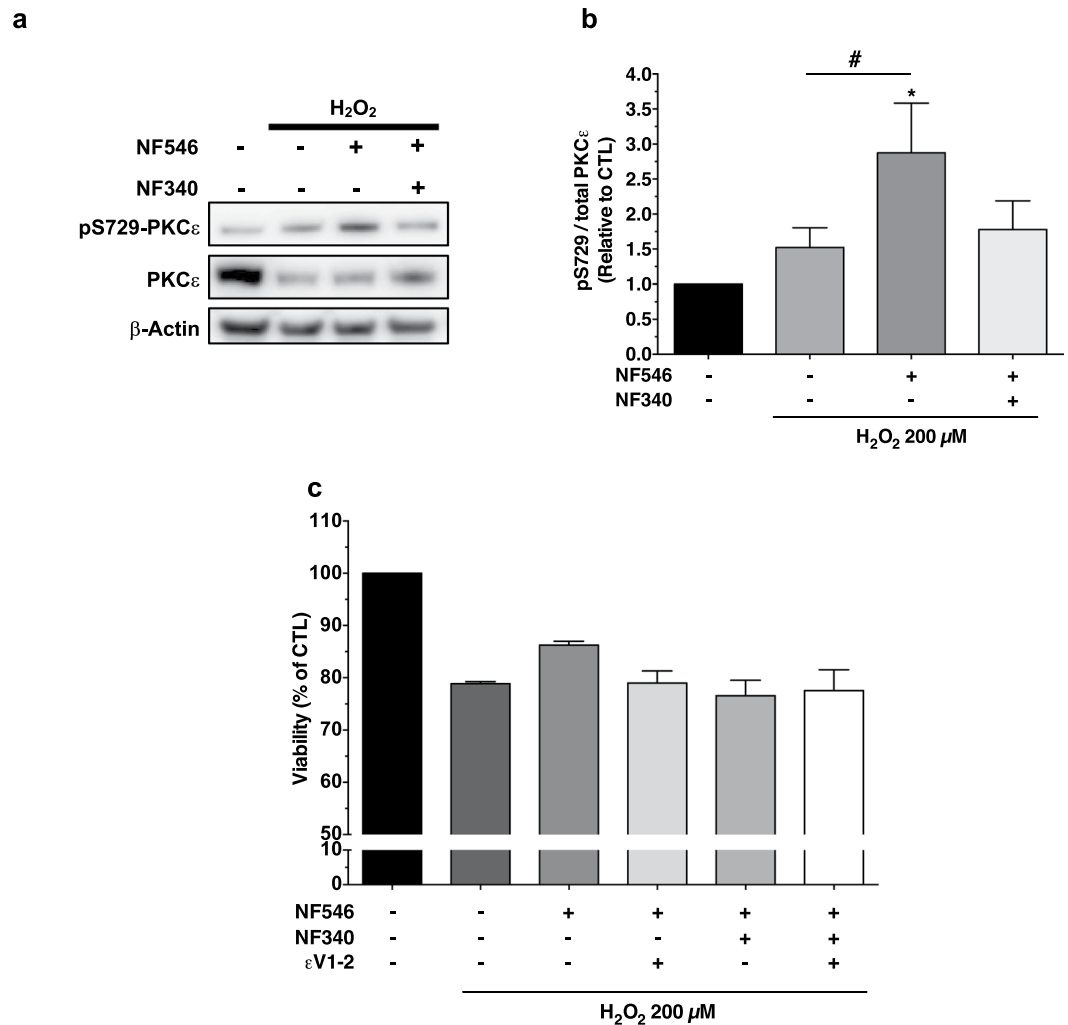 a
H₂O₂
NF546 - - + +
NF340 - - - +
pS729-PKCε
PKCε
β-Actin
b
#
*
pS729 / total PKCε
(Relative to CTL)
4.0
3.5
3.0
2.5
2.0
1.5
1.0
0.5
0.0
NF546 - - + +
NF340 - - - +
H₂O₂ 200 µM
c
Viability (% of CTL)
110
100
90
80
70
60
50
10
0
NF546 - - + + + +
NF340 - - - - + +
εV1-2 - - - + - +
H₂O₂ 200 µM